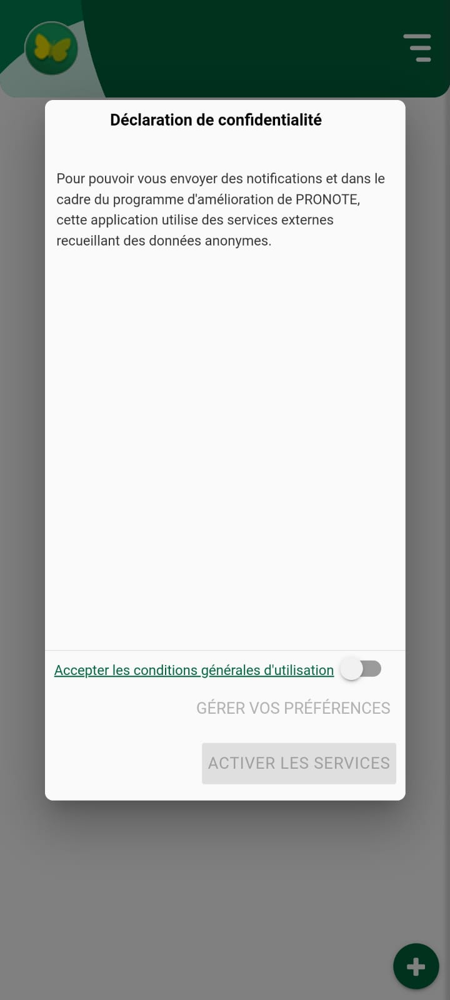 Déclaration de confidentialité
Pour pouvoir vous envoyer des notifications et dans le
cadre du programme d'amélioration de PRONOTE,
cette application utilise des services externes
recueillant des données anonymes.
Accepter les conditions générales d'utilisation
GÉRER VOS PRÉFÉRENCES
ACTIVER LES SERVICES